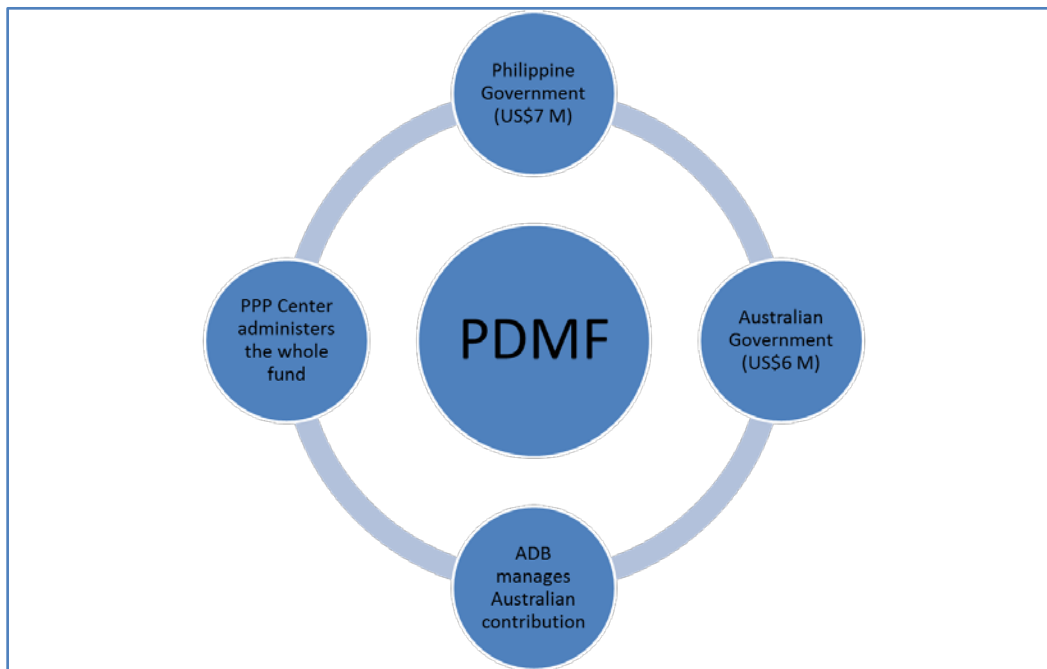 Philippine
Government
(US$7 M)
PPP Center
administers
the whole
fund
PDMF
Australian
Government
(US$6 M)
ADB
manages
Australian
contribution